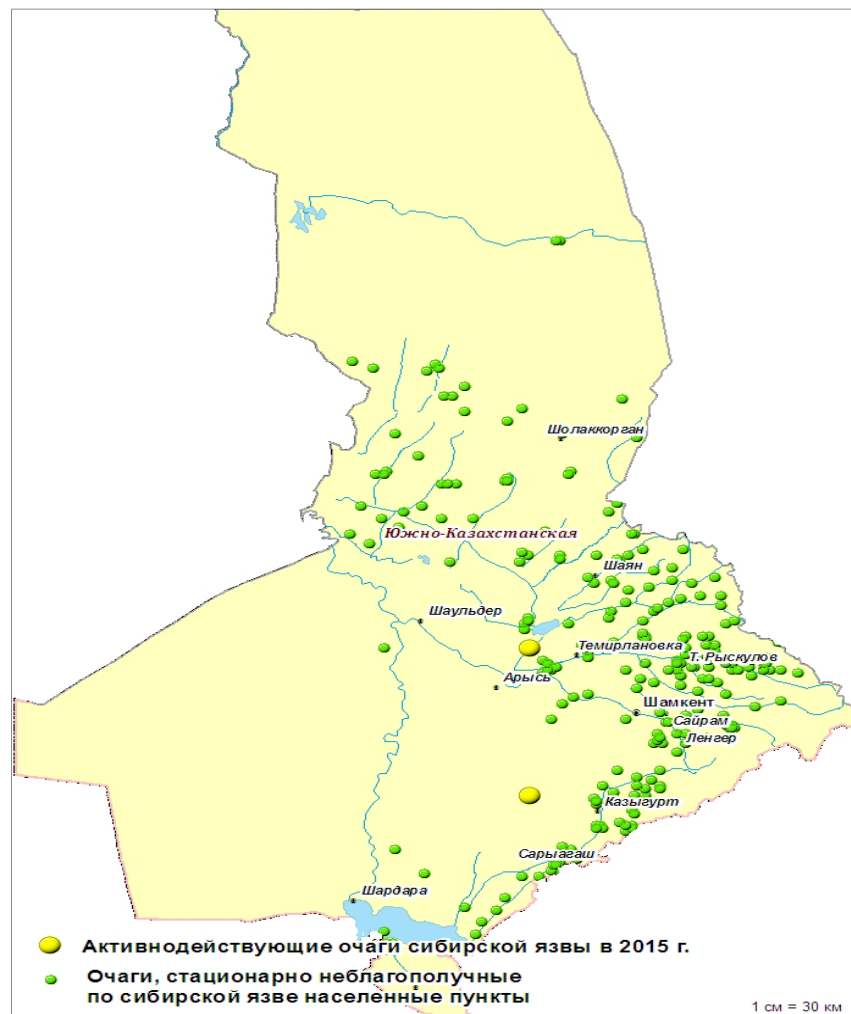 Шолаккорган
Южно-Казахстанская
Шаян
Шаульдер
Темирлановка
Т. Рыскулов
Арысь
Шамкент
Сайрам
Ленгер
Казыгурт
Сарыагаш
Шардара
Активнодействующие очаги сибирской язвы в 2015 г.
Очаги, стационарно неблагополучные
по сибирской язве населенные пункты
1 см = 30 км